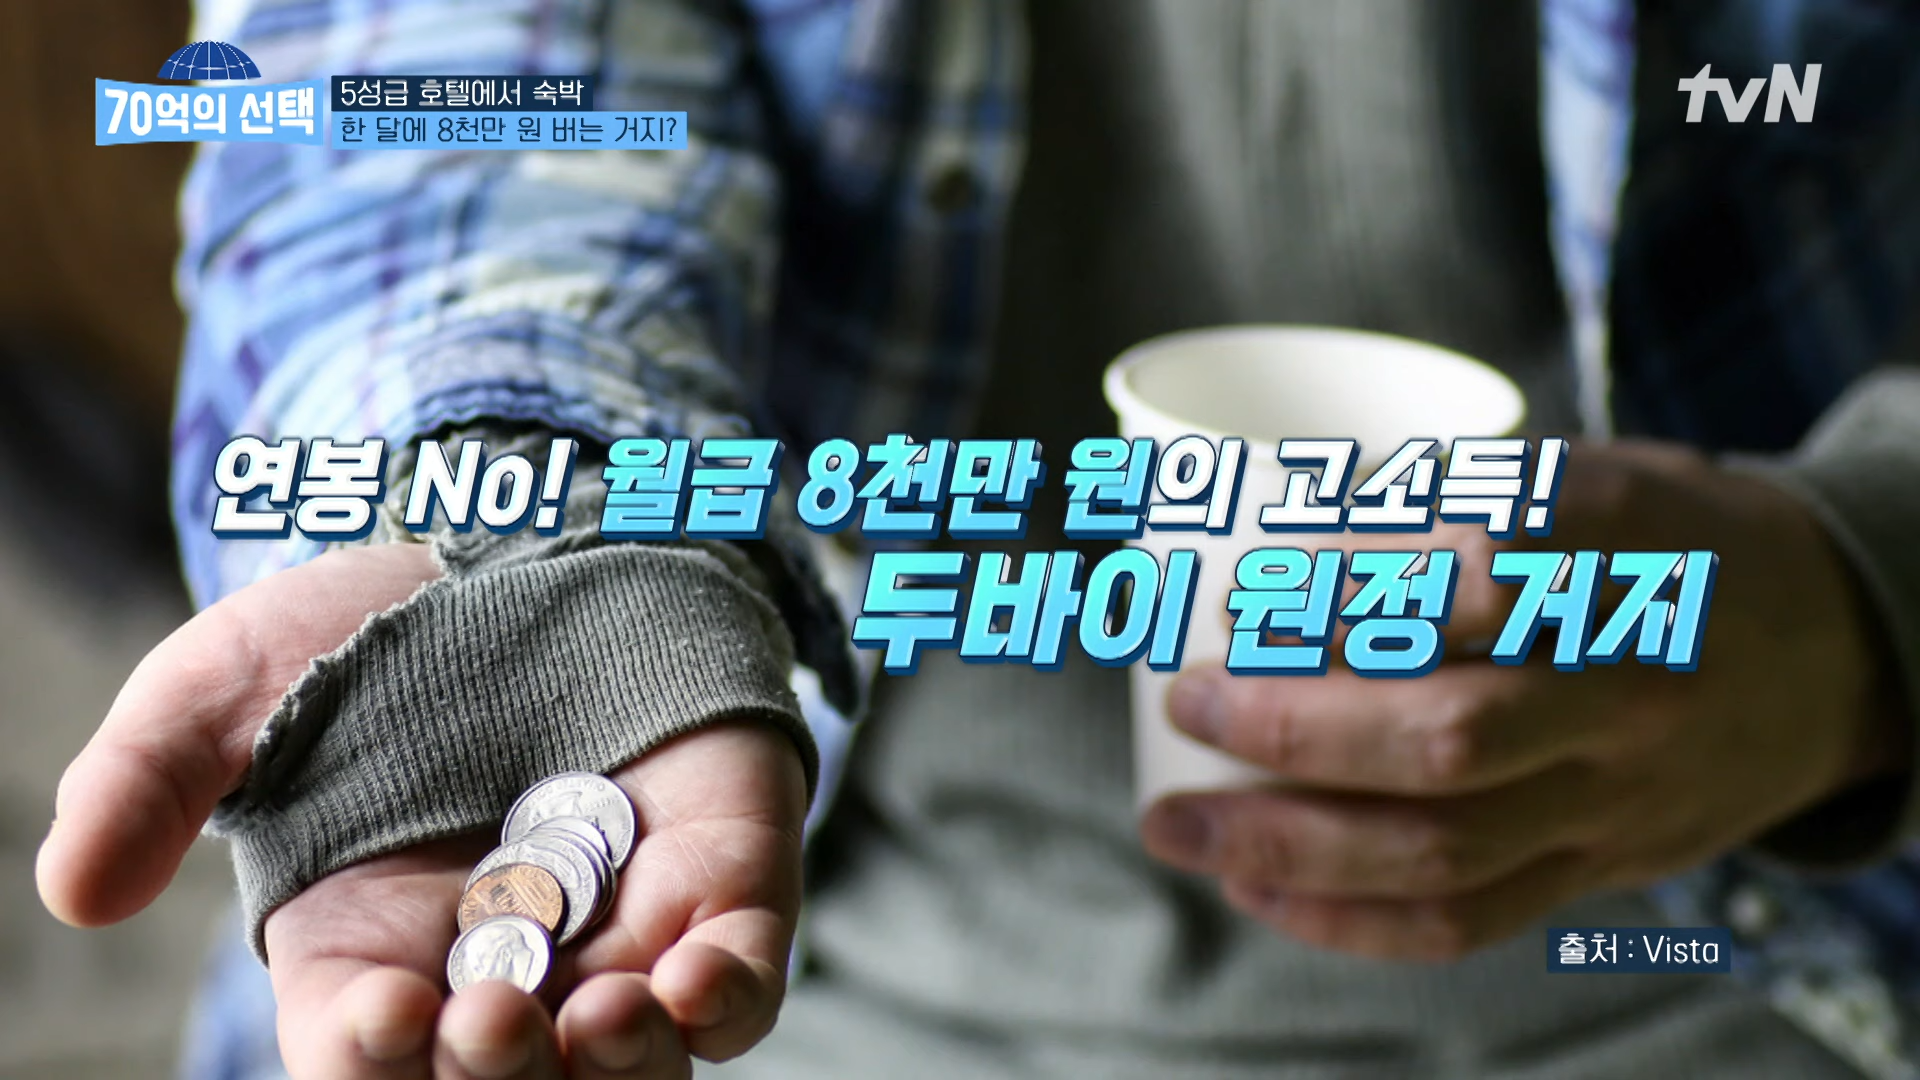 70억의 선택
5성급 호텔에서 숙박
한 달에 8천만 원 버는 거지?
tvN
연봉 No! 월급 8천만 원의 고소득!
두바이 원정 거지
출처 : Vista